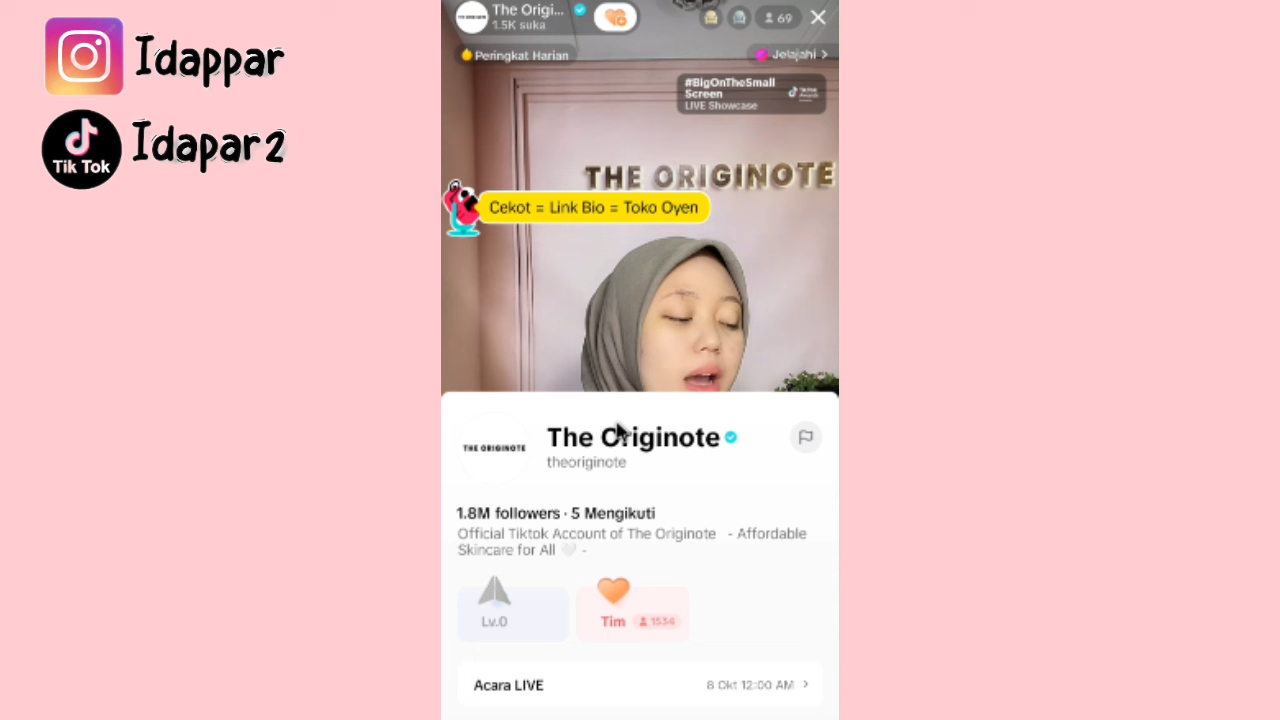 Idappar
Tik Tok
Idapar2
The Origi...
1.5K suka
69
Peringkat Harian
Jelajahi >
#BigOnTheSmall
Screen
LIVE Showcase
THE ORIGINOTE
Cekot = Link Bio = Toko Oyen
THE ORIGINOTE
The Originote
theoriginote
1.8M followers · 5 Mengikuti
Official Tiktok Account of The Originote - Affordable
Skincare for All 🤍 -
Lv.0
Tim 1534
Acara LIVE
8 Okt 12:00 AM >